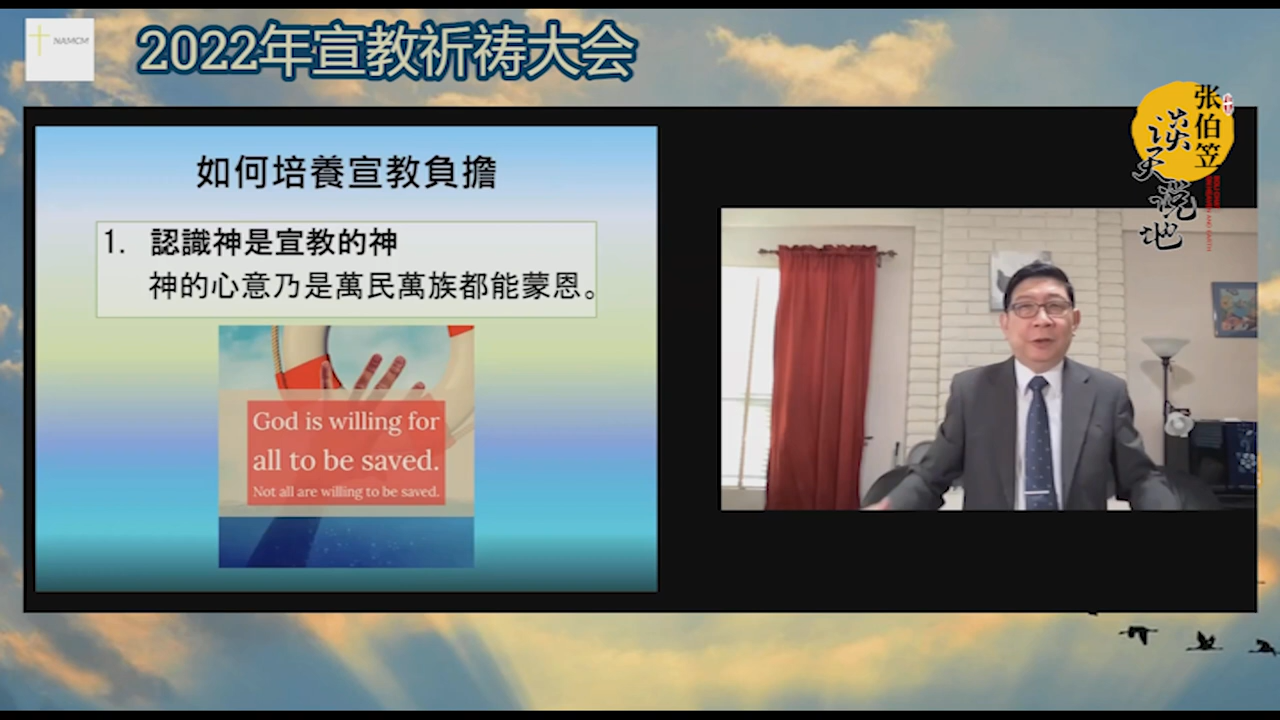 NAMCM
2022年宣教祈祷大会
如何培養宣教負擔
1. 認識神是宣教的神
神的心意乃是萬民萬族都能蒙恩。
God is willing for
all to be saved.
Not all are willing to be saved.
张伯笠
谈天说地